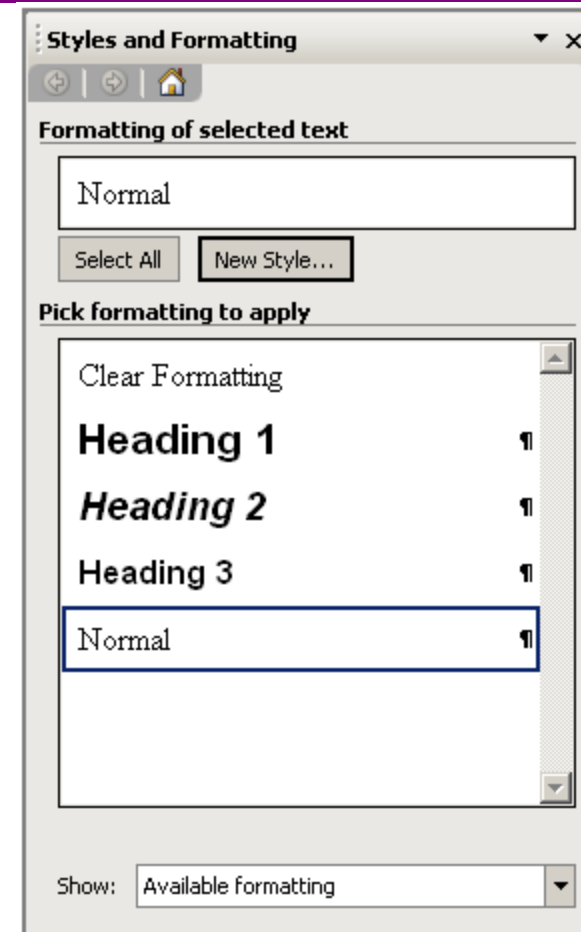 Styles and Formatting
Formatting of selected text
Normal
Select All New Style...
Pick formatting to apply
Clear Formatting
Heading 1 ¶
Heading 2 ¶
Heading 3 ¶
Normal ¶
Show: Available formatting